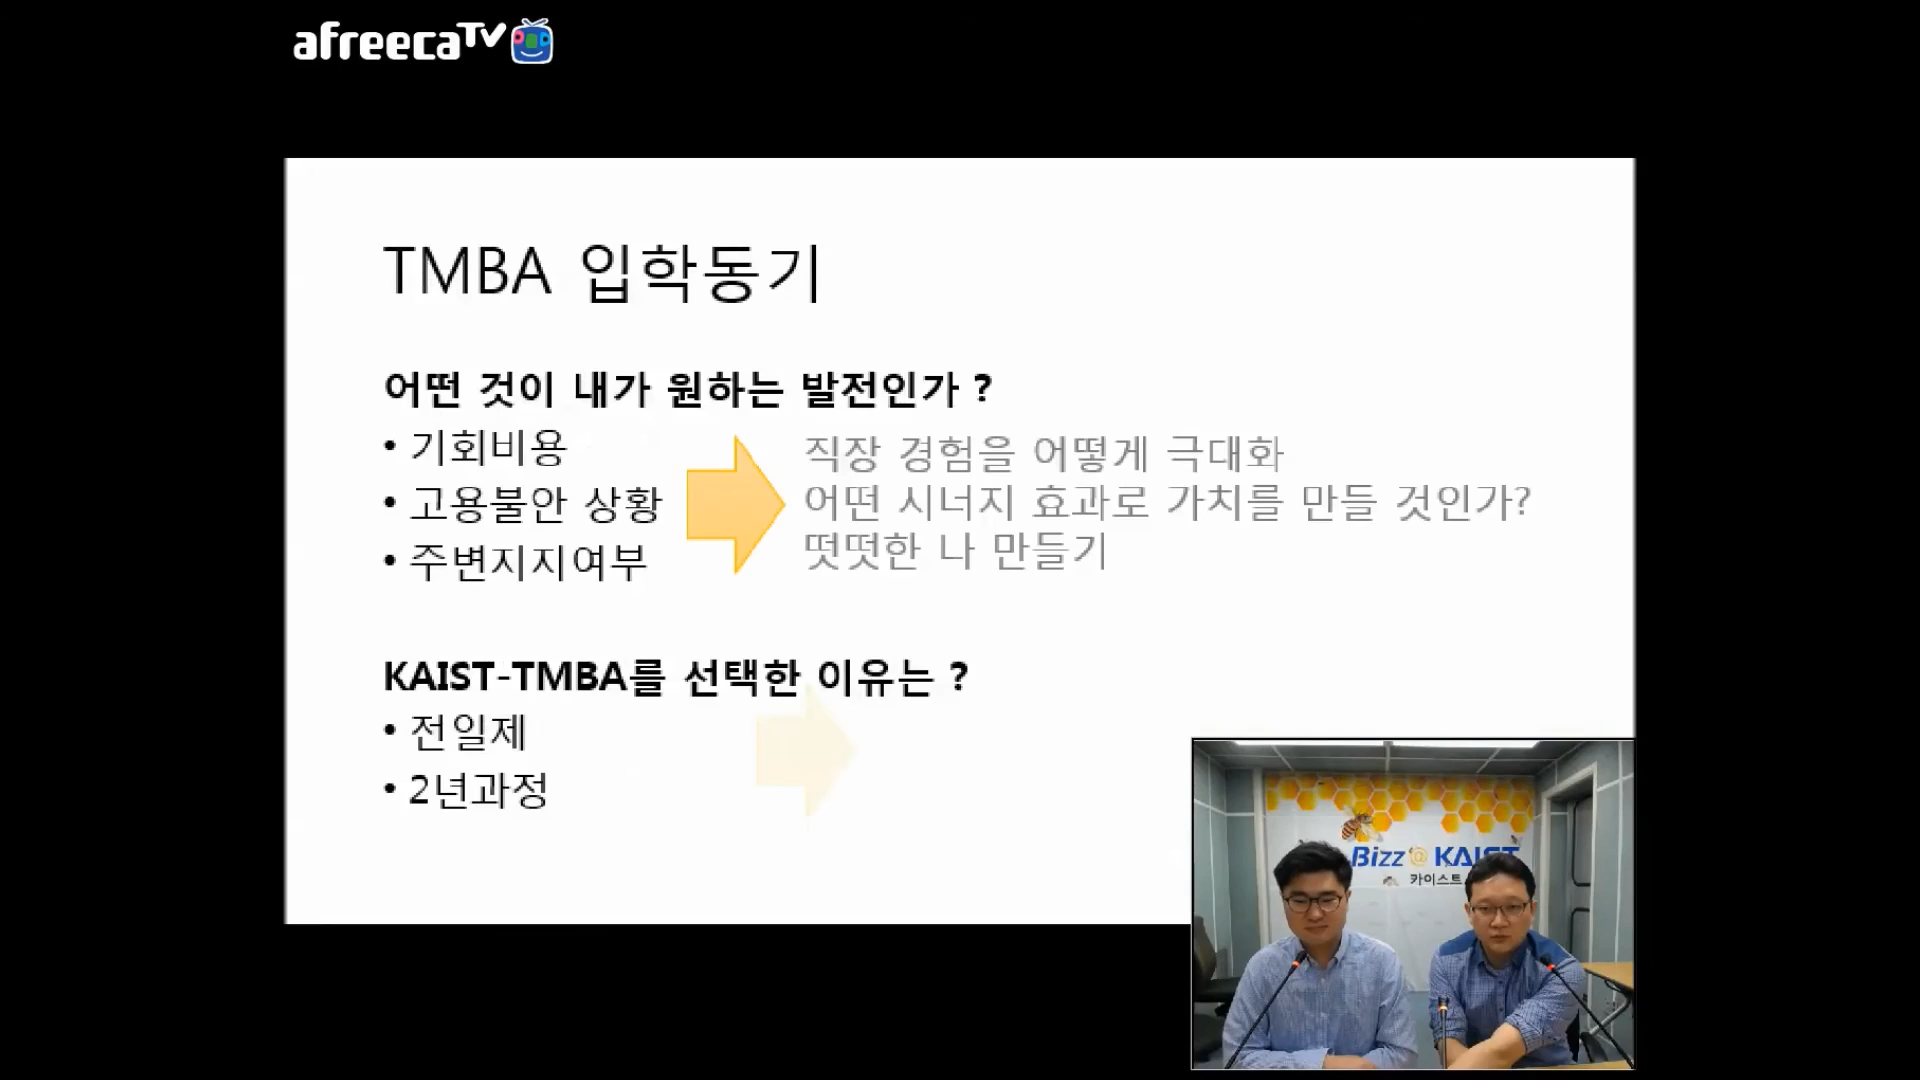 afreecaTV
TMBA 입학동기
어떤 것이 내가 원하는 발전인가 ?
• 기회비용
• 고용불안 상황
• 주변지지여부
직장 경험을 어떻게 극대화
어떤 시너지 효과로 가치를 만들 것인가?
떳떳한 나 만들기
KAIST-TMBA를 선택한 이유는 ?
• 전일제
• 2년과정
Bizz@KAIST
카이스트